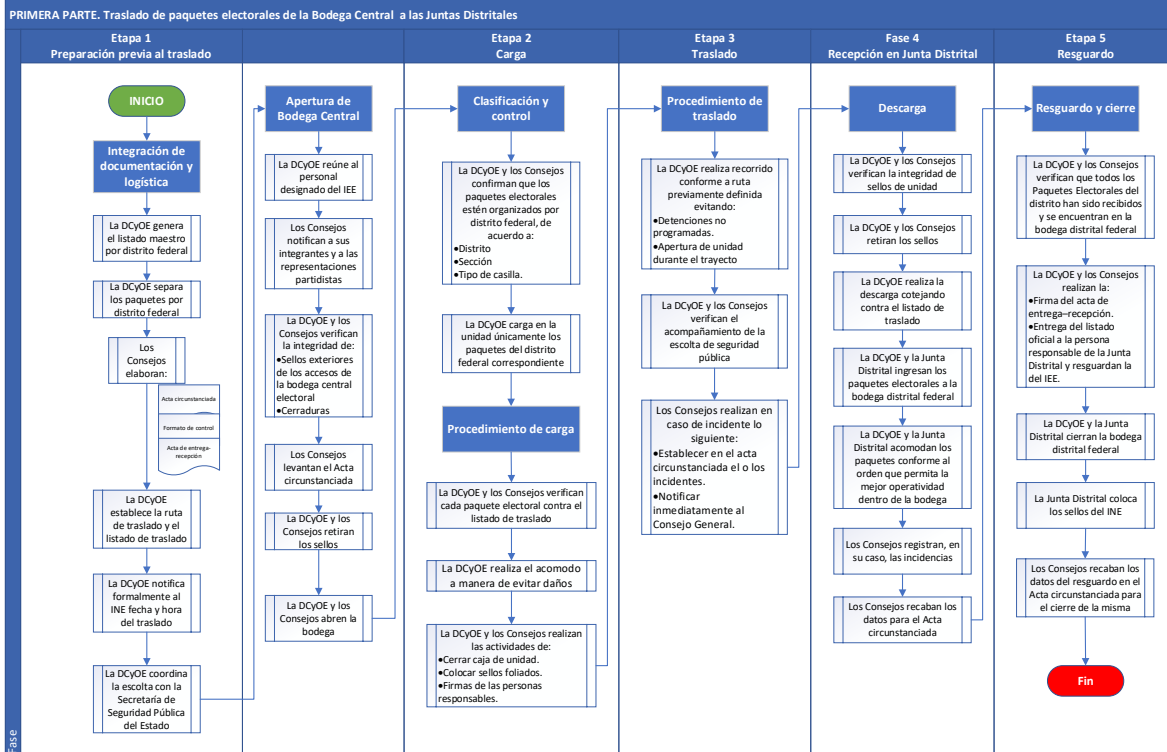 PRIMERA PARTE. Traslado de paquetes electorales de la Bodega Central a las Juntas Distritales
Fase
Etapa 1
Preparación previa al traslado
INICIO
Integración de
documentación y
logística
La DCyOE genera
el listado maestro
por distrito federal
La DCyOE separa
los paquetes por
distrito federal
Los
Consejos
elaboran:
Acta circunstanciada
Formato de control
Acta de entrega-
recepción
La DCyOE
establece la ruta
de traslado y el
listado de traslado
La DCyOE notifica
formalmente al
INE fecha y hora
del traslado
La DCyOE coordina
la escolta con la
Secretaría de
Seguridad Pública
del Estado
Apertura de
Bodega Central
La DCyOE reúne al
personal
designado del IEE
Los Consejos
notifican a sus
integrantes y a las
representaciones
partidistas
La DCyOE y los
Consejos verifican
la integridad de:
•Sellos exteriores
de los accesos de
la bodega central
electoral
•Cerraduras
Los Consejos
levantan el Acta
circunstanciada
La DCyOE y los
Consejos retiran
los sellos
La DCyOE y los
Consejos abren la
bodega
Etapa 2
Carga
Clasificación y
control
La DCyOE y los Consejos
confirman que los
paquetes electorales
estén organizados por
distrito federal, de
acuerdo a:
•Distrito
•Sección
•Tipo de casilla.
La DCyOE carga en la
unidad únicamente los
paquetes del distrito
federal correspondiente
Procedimiento de carga
La DCyOE y los Consejos verifican
cada paquete electoral contra el
listado de traslado
La DCyOE realiza el acomodo
a manera de evitar daños
La DCyOE y los Consejos realizan
las actividades de:
•Cerrar caja de unidad.
•Colocar sellos foliados.
•Firmas de las personas
responsables.
Etapa 3
Traslado
Procedimiento de
traslado
La DCyOE realiza recorrido
conforme a ruta
previamente definida
evitando:
•Detenciones no
programadas.
•Apertura de unidad
durante el trayecto
La DCyOE y los Consejos
verifican el
acompañamiento de la
escolta de seguridad
pública
Los Consejos realizan en
caso de incidente lo
siguiente:
•Establecer en el acta
circunstanciada el o los
incidentes.
•Notificar
inmediatamente al
Consejo General.
Fase 4
Recepción en Junta Distrital
Descarga
La DCyOE y los Consejos
verifican la integridad de
sellos de unidad
La DCyOE y los Consejos
retiran los sellos
La DCyOE realiza la
descarga cotejando
contra el listado de
traslado
La DCyOE y la Junta
Distrital ingresan los
paquetes electorales a la
bodega distrital federal
La DCyOE y la Junta
Distrital acomodan los
paquetes conforme al
orden que permita la
mejor operatividad
dentro de la bodega
Los Consejos registran, en
su caso, las incidencias
Los Consejos recaban los
datos para el Acta
circunstanciada
Etapa 5
Resguardo
Resguardo y cierre
La DCyOE y los Consejos
verifican que todos los
Paquetes Electorales del
distrito han sido recibidos
y se encuentran en la
bodega distrital federal
La DCyOE y los Consejos
realizan la:
•Firma del acta de
entrega–recepción.
•Entrega del listado
oficial a la persona
responsable de la Junta
Distrital y resguardan la
del IEE.
La DCyOE y la Junta
Distrital cierran la bodega
distrital federal
La Junta Distrital coloca
los sellos del INE
Los Consejos recaban los
datos del resguardo en el
Acta circunstanciada para
el cierre de la misma
Fin